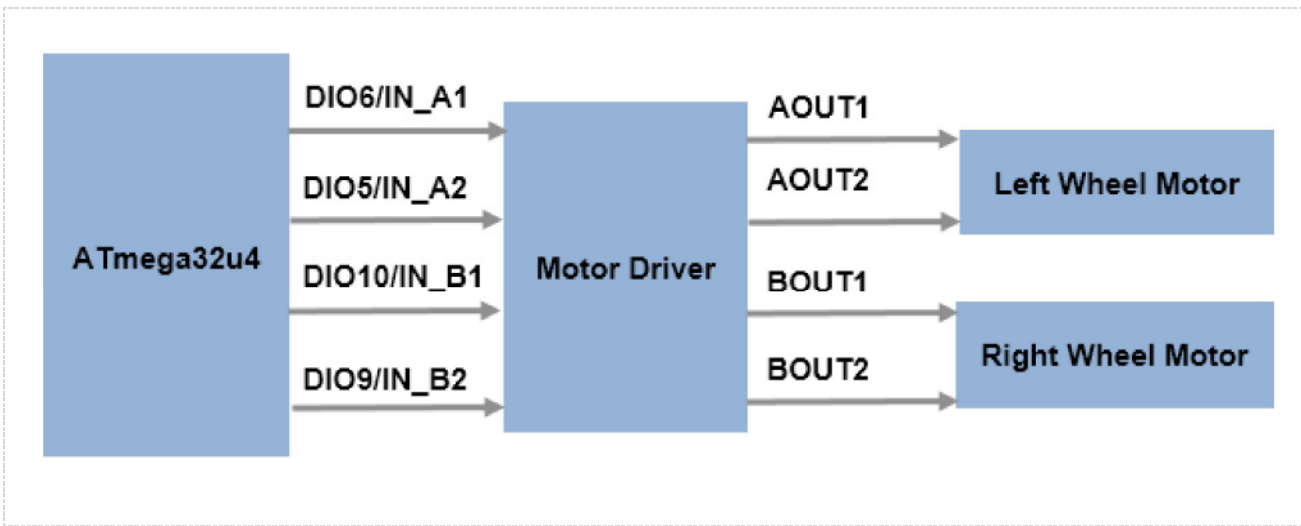 ATmega32u4
DIO6/IN_A1
DIO5/IN_A2
DIO10/IN_B1
DIO9/IN_B2
Motor Driver
AOUT1
AOUT2
BOUT1
BOUT2
Left Wheel Motor
Right Wheel Motor